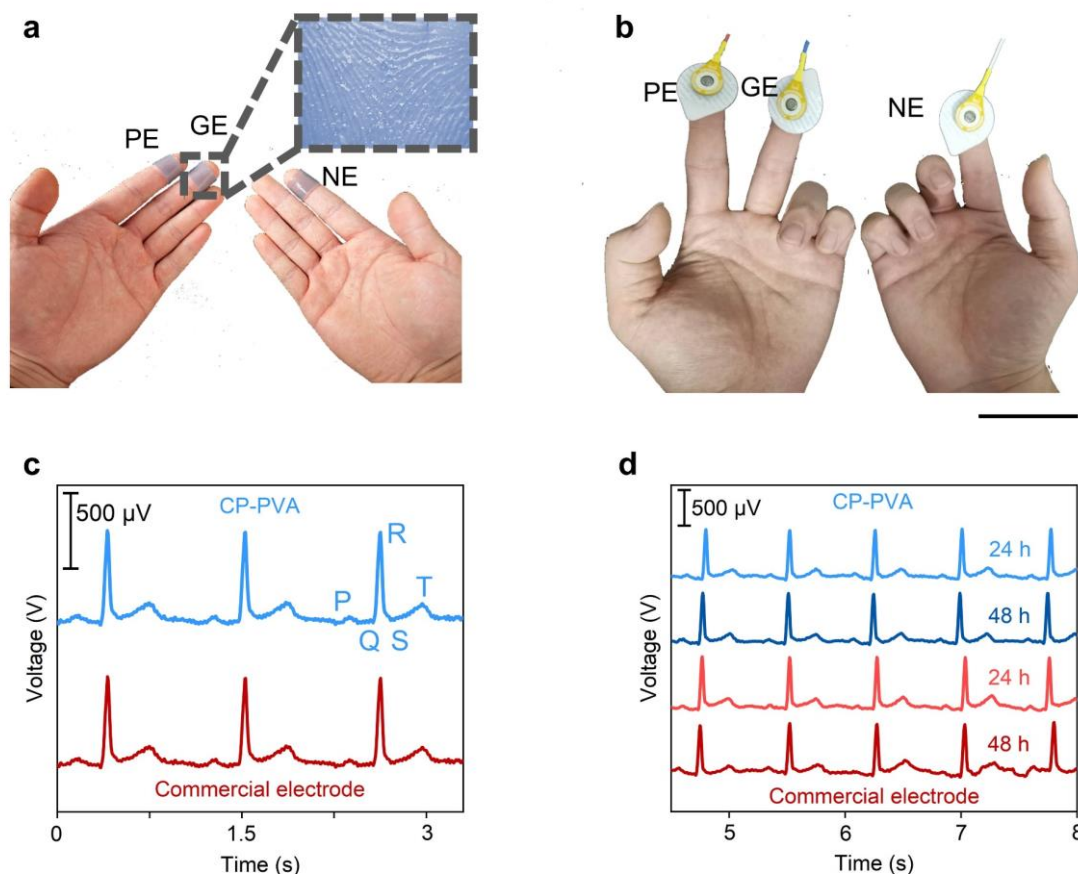 a
PE
GE
NE
b
PE
GE
NE
c
500 µV
CP-PVA
R
P
T
Q
S
Commercial electrode
Voltage (V)
0
1.5
3
Time (s)
d
500 µV
CP-PVA
24 h
48 h
24 h
48 h
Commercial electrode
Voltage (V)
5
6
7
8
Time (s)